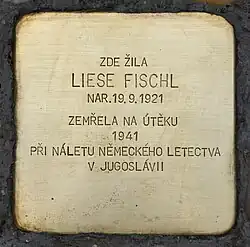 ZDE ŽILA
LIESE FISCHL
NAR. 19. 9. 1921
ZEMŘELA NA ÚTĚKU
1941
PŘI NÁLETU NĚMECKÉHO LETECTVA
V JUGOSLÁVII